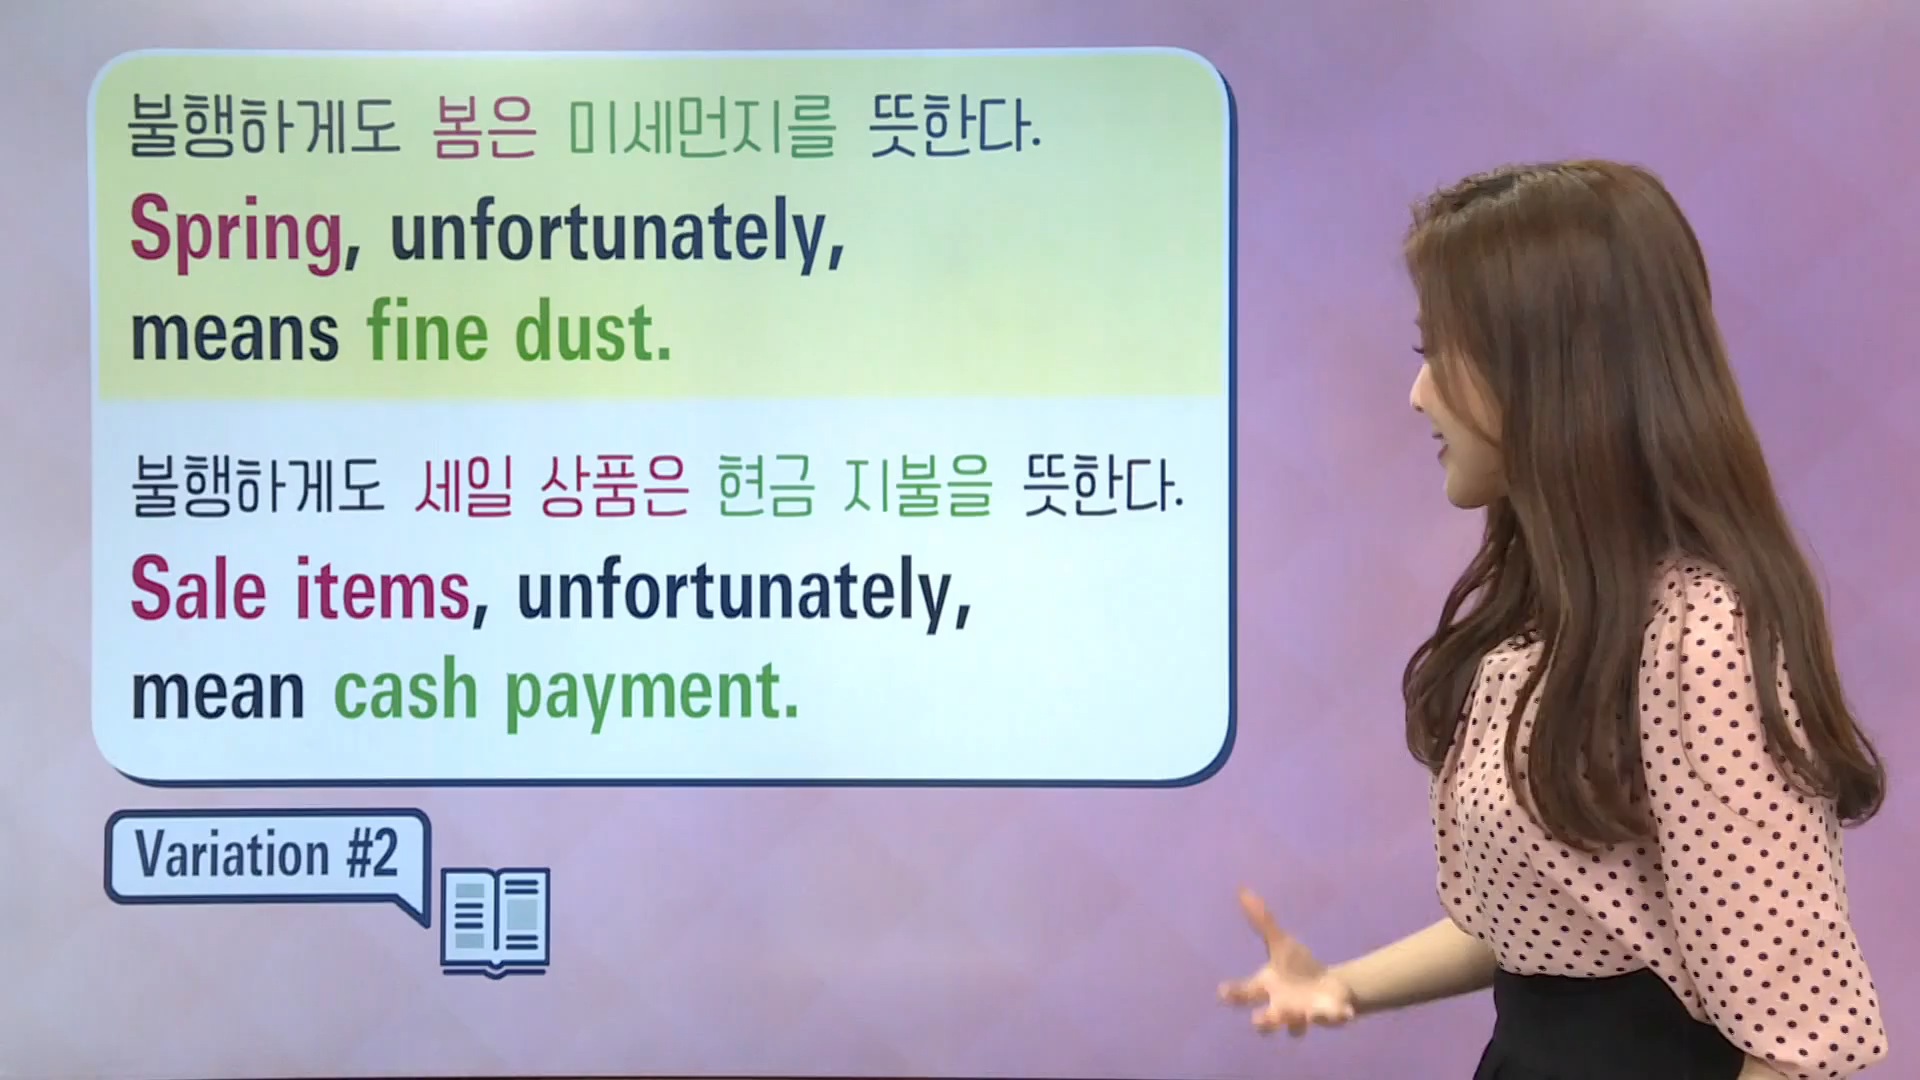 불행하게도 봄은 미세먼지를 뜻한다.
Spring, unfortunately,
means fine dust.
불행하게도 세일 상품은 현금 지불을 뜻한다.
Sale items, unfortunately,
mean cash payment.
Variation #2